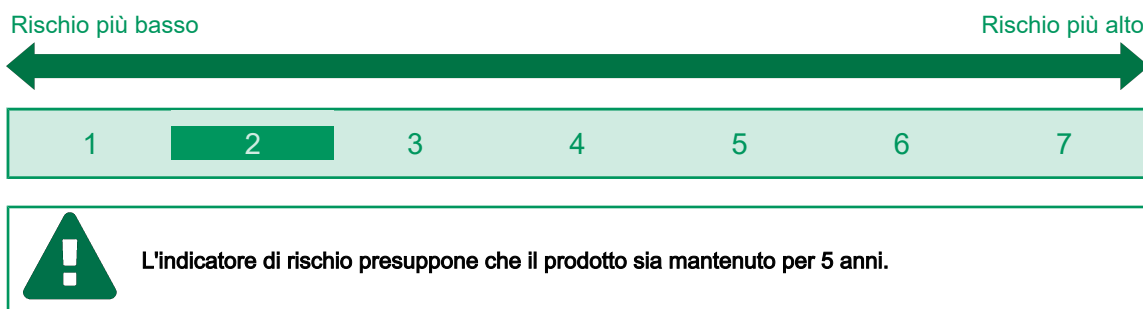 Rischio più basso Rischio più alto
1 2 3 4 5 6 7
L'indicatore di rischio presuppone che il prodotto sia mantenuto per 5 anni.